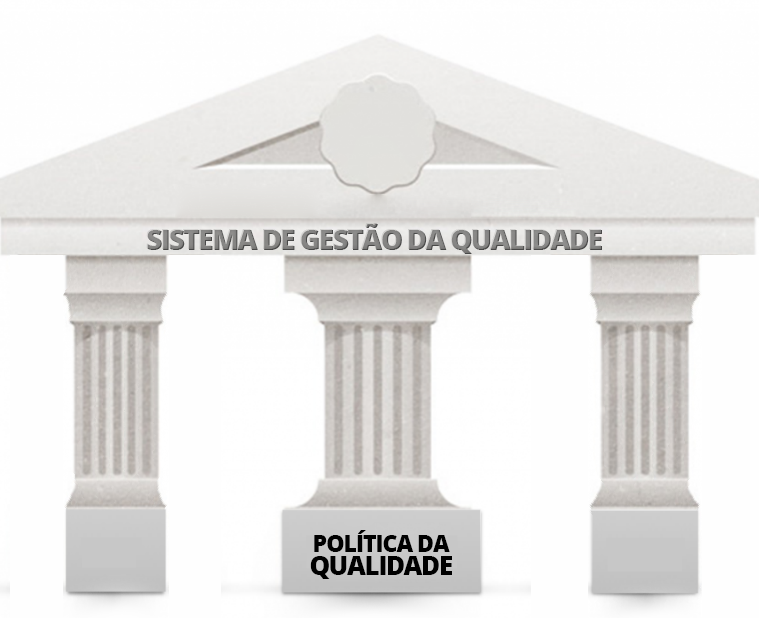 SISTEMA DE GESTÃO DA QUALIDADE
POLÍTICA DA
QUALIDADE